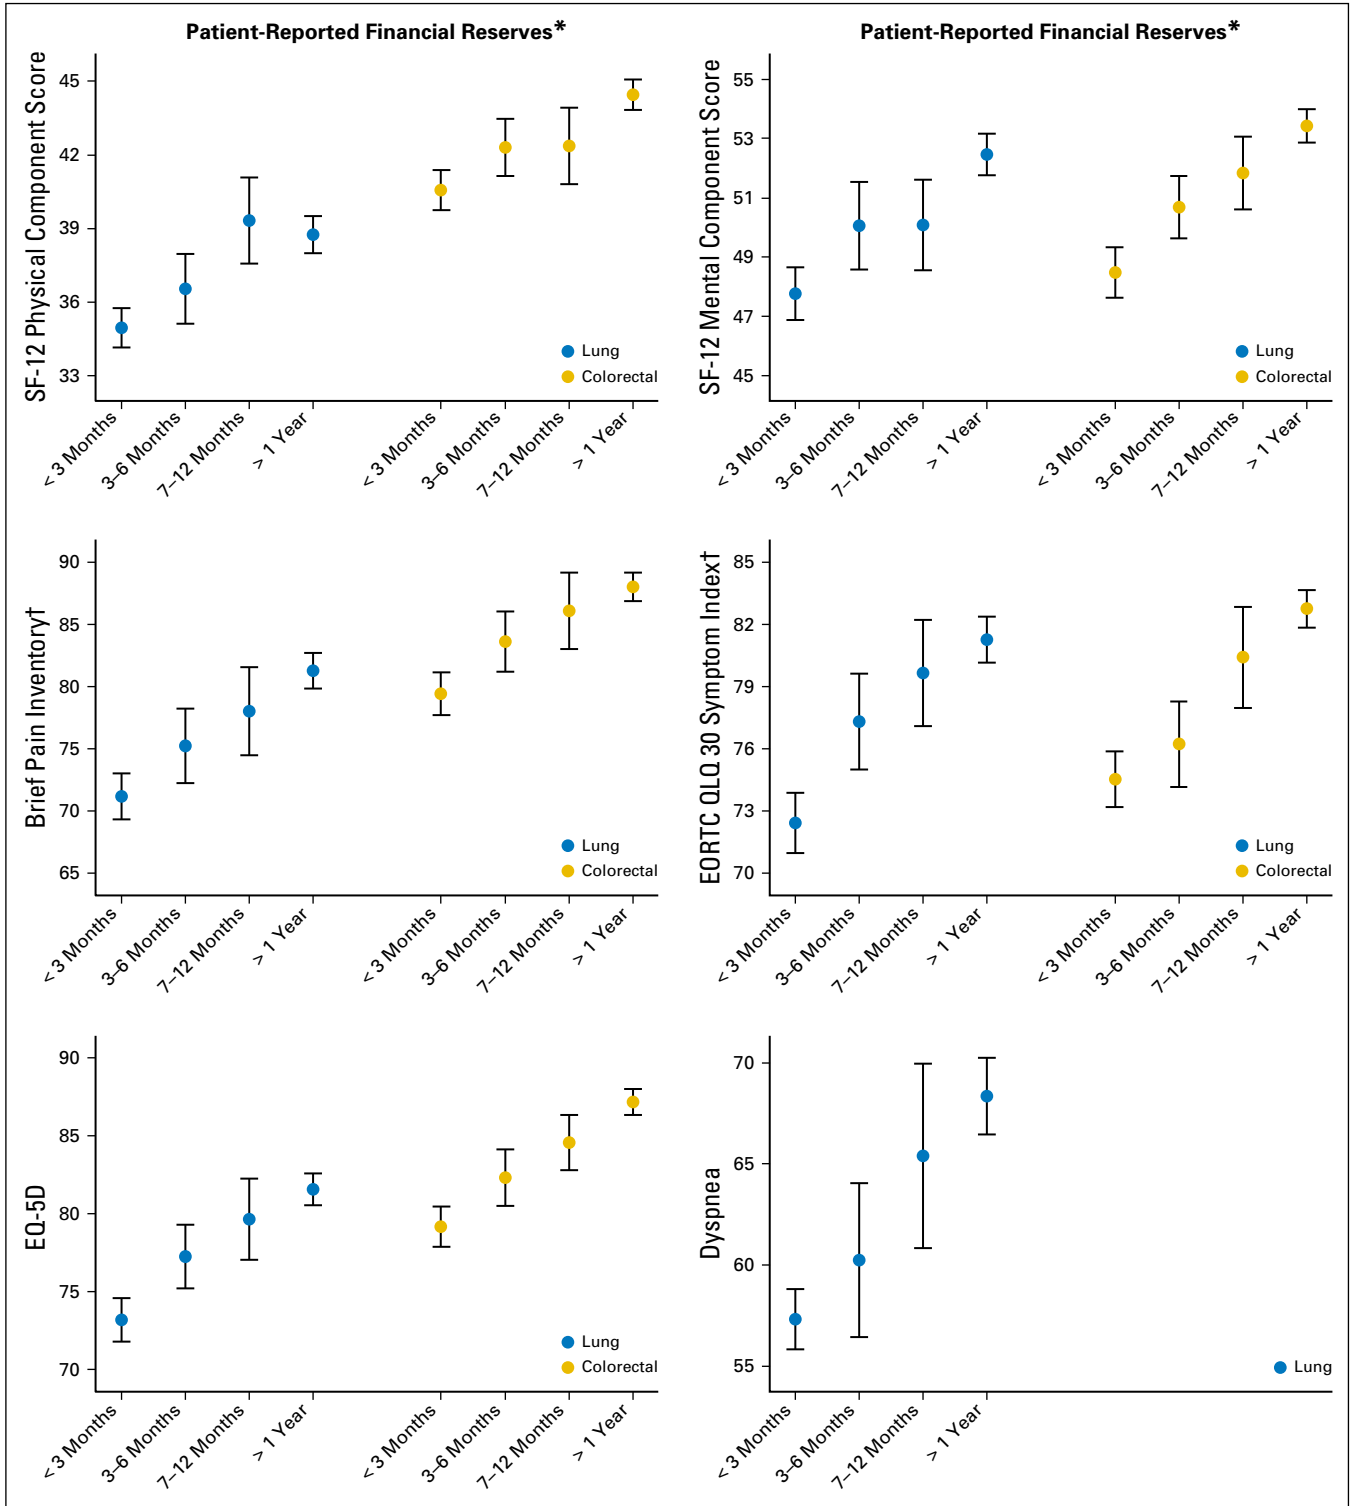 Patient-Reported Financial Reserves*
SF-12 Physical Component Score
45
42
39
36
33
Lung
Colorectal
< 3 Months
3–6 Months
7–12 Months
> 1 Year
< 3 Months
3–6 Months
7–12 Months
> 1 Year
Patient-Reported Financial Reserves*
SF-12 Mental Component Score
55
53
51
49
47
45
Lung
Colorectal
< 3 Months
3–6 Months
7–12 Months
> 1 Year
< 3 Months
3–6 Months
7–12 Months
> 1 Year
Brief Pain Inventory†
90
85
80
75
70
65
Lung
Colorectal
< 3 Months
3–6 Months
7–12 Months
> 1 Year
< 3 Months
3–6 Months
7–12 Months
> 1 Year
EORTC QLQ 30 Symptom Index†
85
82
79
76
73
70
Lung
Colorectal
< 3 Months
3–6 Months
7–12 Months
> 1 Year
< 3 Months
3–6 Months
7–12 Months
> 1 Year
EQ-5D
90
85
80
75
70
Lung
Colorectal
< 3 Months
3–6 Months
7–12 Months
> 1 Year
< 3 Months
3–6 Months
7–12 Months
> 1 Year
Dyspnea
70
65
60
55
Lung
< 3 Months
3–6 Months
7–12 Months
> 1 Year